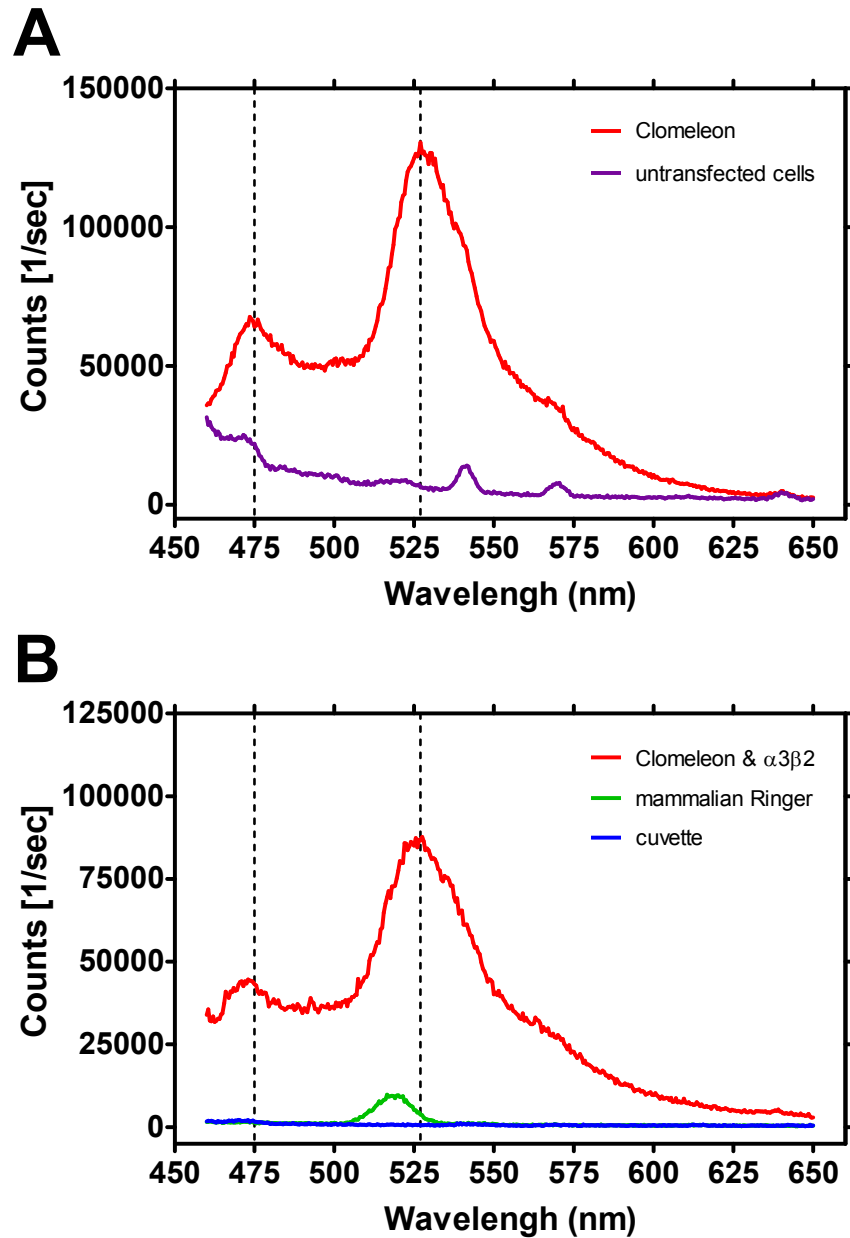 A
150000
100000
50000
0
Counts [1/sec]
Clomeleon
untransfected cells
450 475 500 525 550 575 600 625 650
Wavelengh (nm)
B
125000
100000
75000
50000
25000
0
Counts [1/sec]
Clomeleon & α3β2
mammalian Ringer
cuvette
450 475 500 525 550 575 600 625 650
Wavelengh (nm)